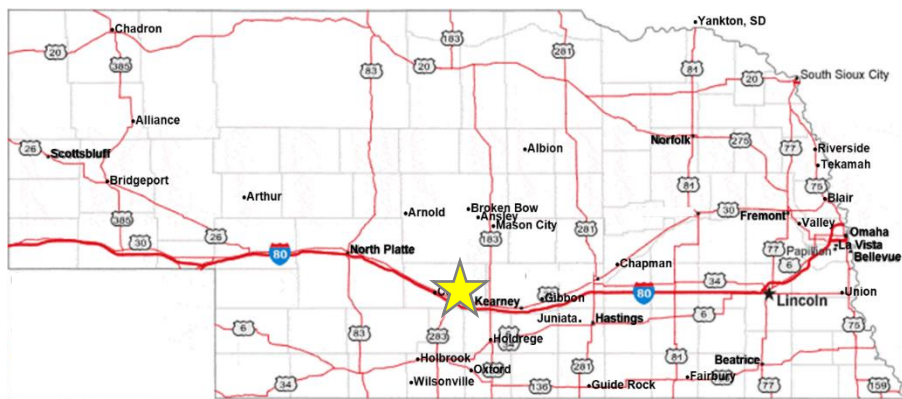 Yankton, SD
Chadron
20
183
281
81
385
83
20
20
South Sioux City
Alliance
77
Norfolk
275
26
Scottsbluff
Albion
Riverside
Tekamah
Bridgeport
81
75
Arthur
Blair
Broken Bow
30
Arnold
Ansley
Fremont
385
Mason City
Valley
183
281
30
26
Omaha
North Platte
77
La Vista
80
Papillion
Bellevue
Chapman
6
34
80
Kearney
Gibbon
Lincoln
Union
Juniata
Hastings
6
75
6
83
283
Holdrege
81
Holbrook
Beatrice
34
281
Oxford
Wilsonville
136
Guide Rock
Fairbury
77
159